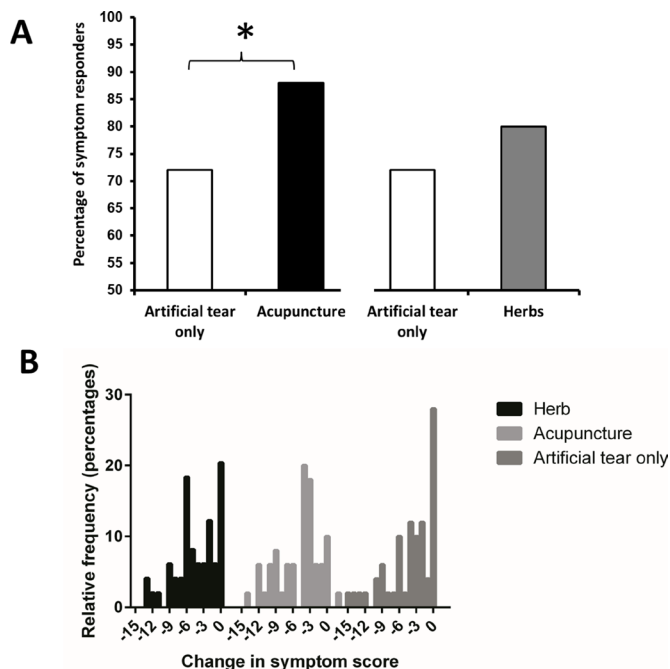 A
Percentage of symptom responders
100
95
90
85
80
75
70
65
60
55
50
*
Artificial tear
only
Acupuncture
Artificial tear
only
Herbs
B
Relative frequency (percentages)
30
20
10
0
-15
-12
-9
-6
-3
0
-15
-12
-9
-6
-3
0
-15
-12
-9
-6
-3
0
Change in symptom score
Herb
Acupuncture
Artificial tear only